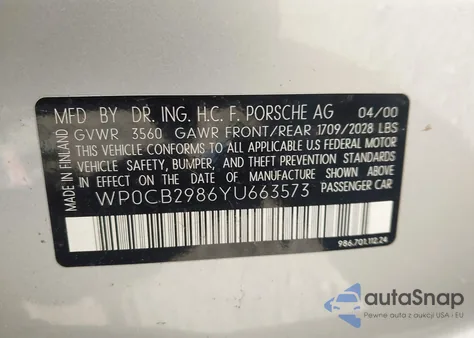 MFD BY DR. ING. H.C. F. PORSCHE AG 04/00
GVWR 3560 GAWR FRONT/REAR 1709/2028 LBS
THIS VEHICLE CONFORMS TO ALL APPLICABLE U.S. FEDERAL MOTOR
VEHICLE SAFETY, BUMPER, AND THEFT PREVENTION STANDARDS IN
EFFECT ON THE DATE OF MANUFACTURE SHOWN ABOVE.
WP0CB2986YU663573 PASSENGER CAR
MADE IN FINLAND
986.701.112.24
autoSnap
Pewne auta z aukcji USA i EU